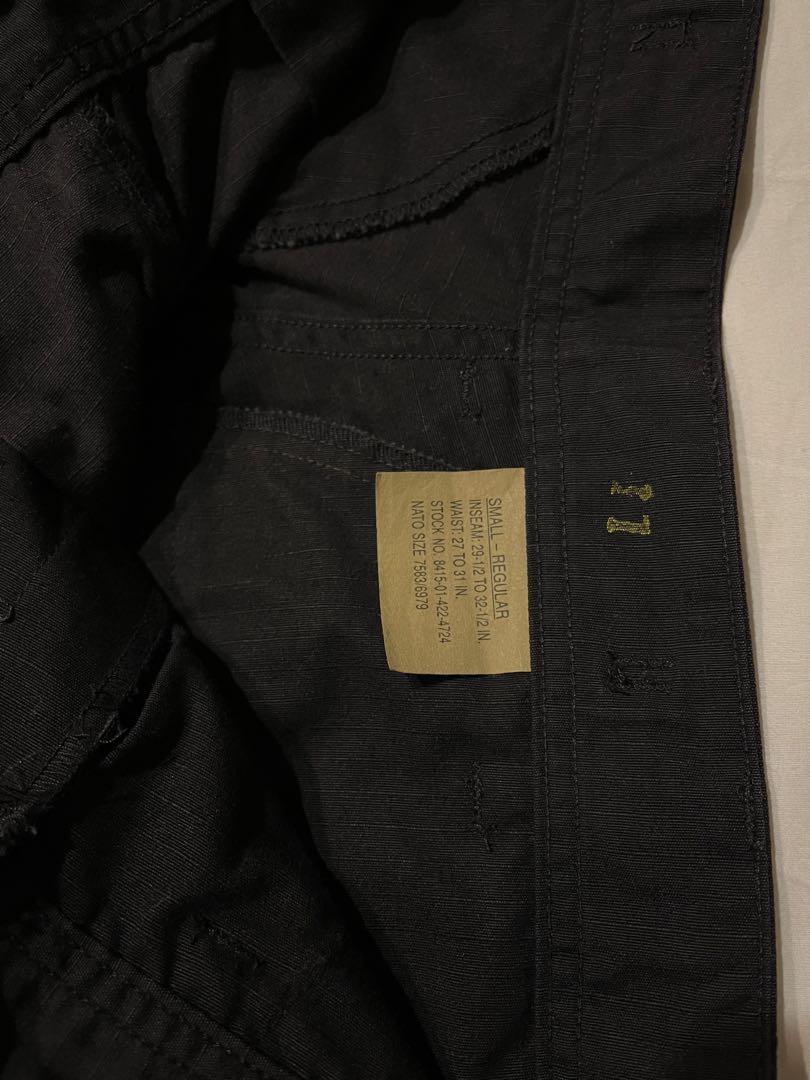 SMALL – REGULAR
INSEAM: 29-1/2 TO 32-1/2 IN.
WAIST: 27 TO 31 IN.
STOCK NO. 8415-01-422-4724
NATO SIZE 7583/6979